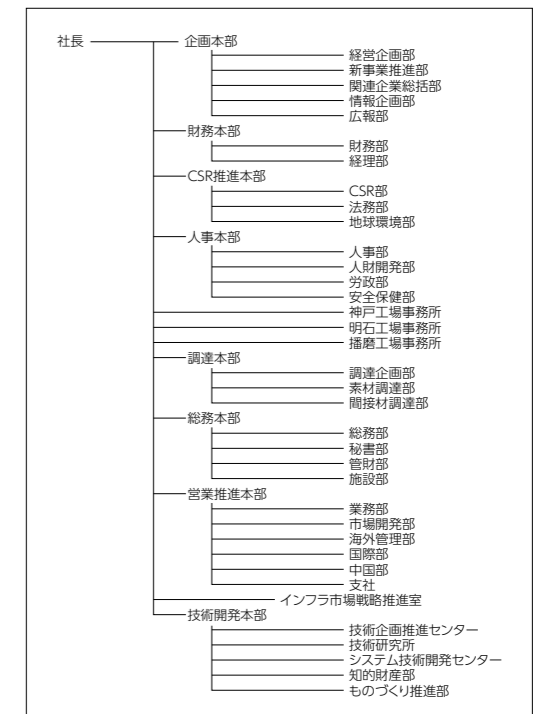 社長
企画本部
経営企画部
新事業推進部
関連企業総括部
情報企画部
広報部
財務本部
財務部
経理部
CSR推進本部
CSR部
法務部
地球環境部
人事本部
人事部
人財開発部
労政部
安全保健部
神戸工場事務所
明石工場事務所
播磨工場事務所
調達本部
調達企画部
素材調達部
間接材調達部
総務本部
総務部
秘書部
管財部
施設部
営業推進本部
業務部
市場開発部
海外管理部
国際部
中国部
支社
インフラ市場戦略推進室
技術開発本部
技術企画推進センター
技術研究所
システム技術開発センター
知的財産部
ものづくり推進部